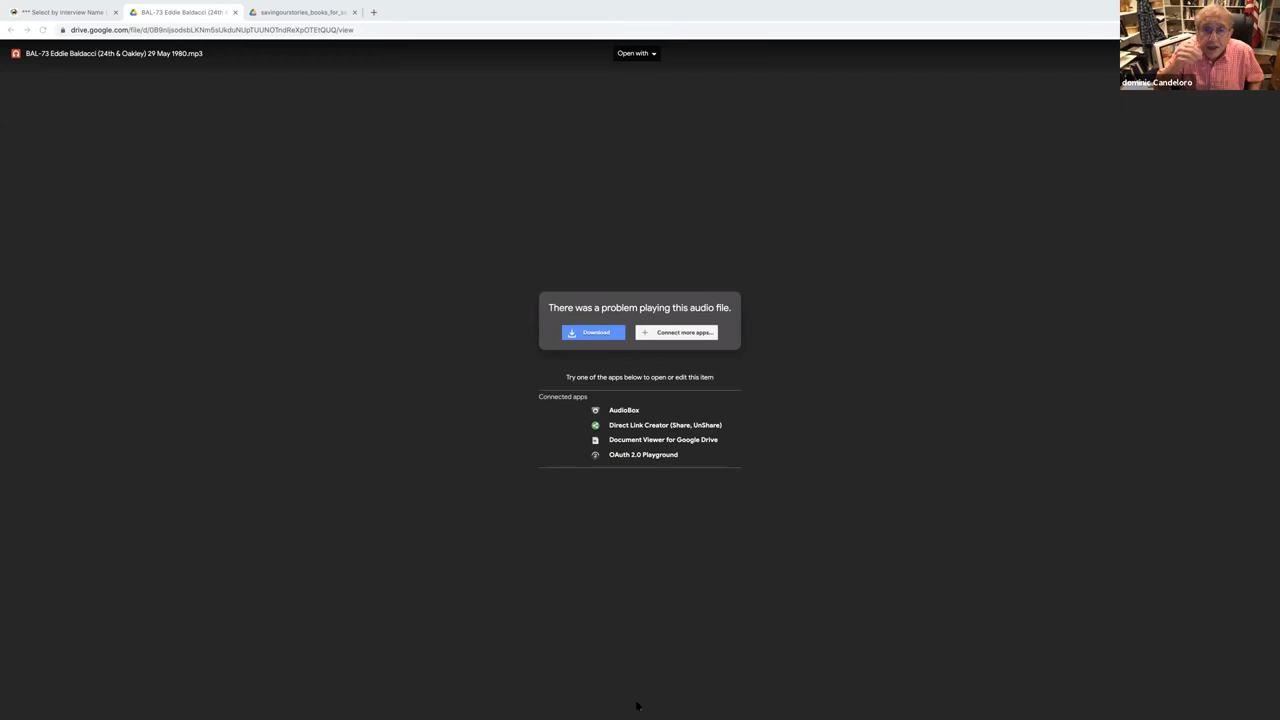 *** Select by Interview Name
BAL-73 Eddie Baldacci (24th
savingourstories_books_for_s
drive.google.com/file/d/0B9nljsodsbLKNm5sUkduNUpTUUNOTndReXpOTEtQUQ/view
BAL-73 Eddie Baldacci (24th & Oakley) 29 May 1980.mp3
Open with
dominic Candeloro
There was a problem playing this audio file.
Download
Connect more apps...
Try one of the apps below to open or edit this item
Connected apps
AudioBox
Direct Link Creator (Share, UnShare)
Document Viewer for Google Drive
OAuth 2.0 Playground